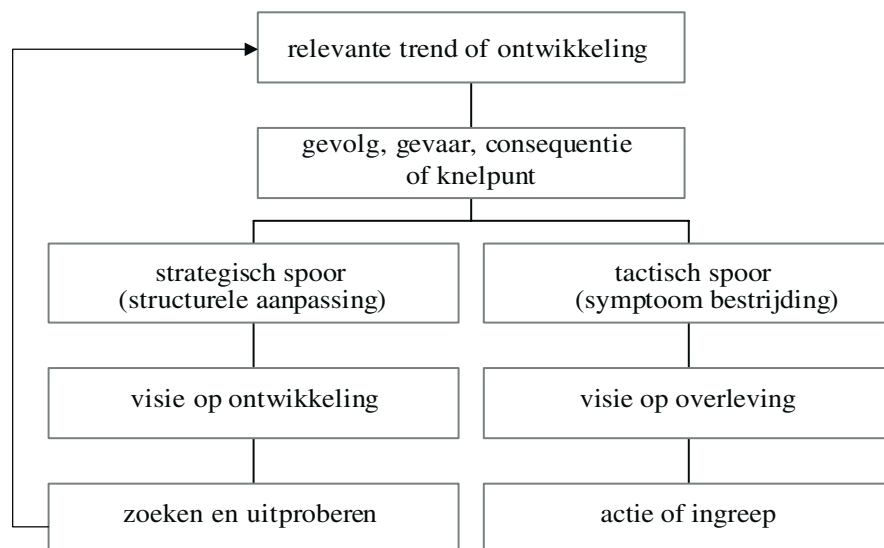 relevante trend of ontwikkeling
gevolg, gevaar, consequentie
of knelpunt
strategisch spoor
(structurele aanpassing)
tactisch spoor
(symptoom bestrijding)
visie op ontwikkeling
visie op overleving
zoeken en uitproberen
actie of ingreep